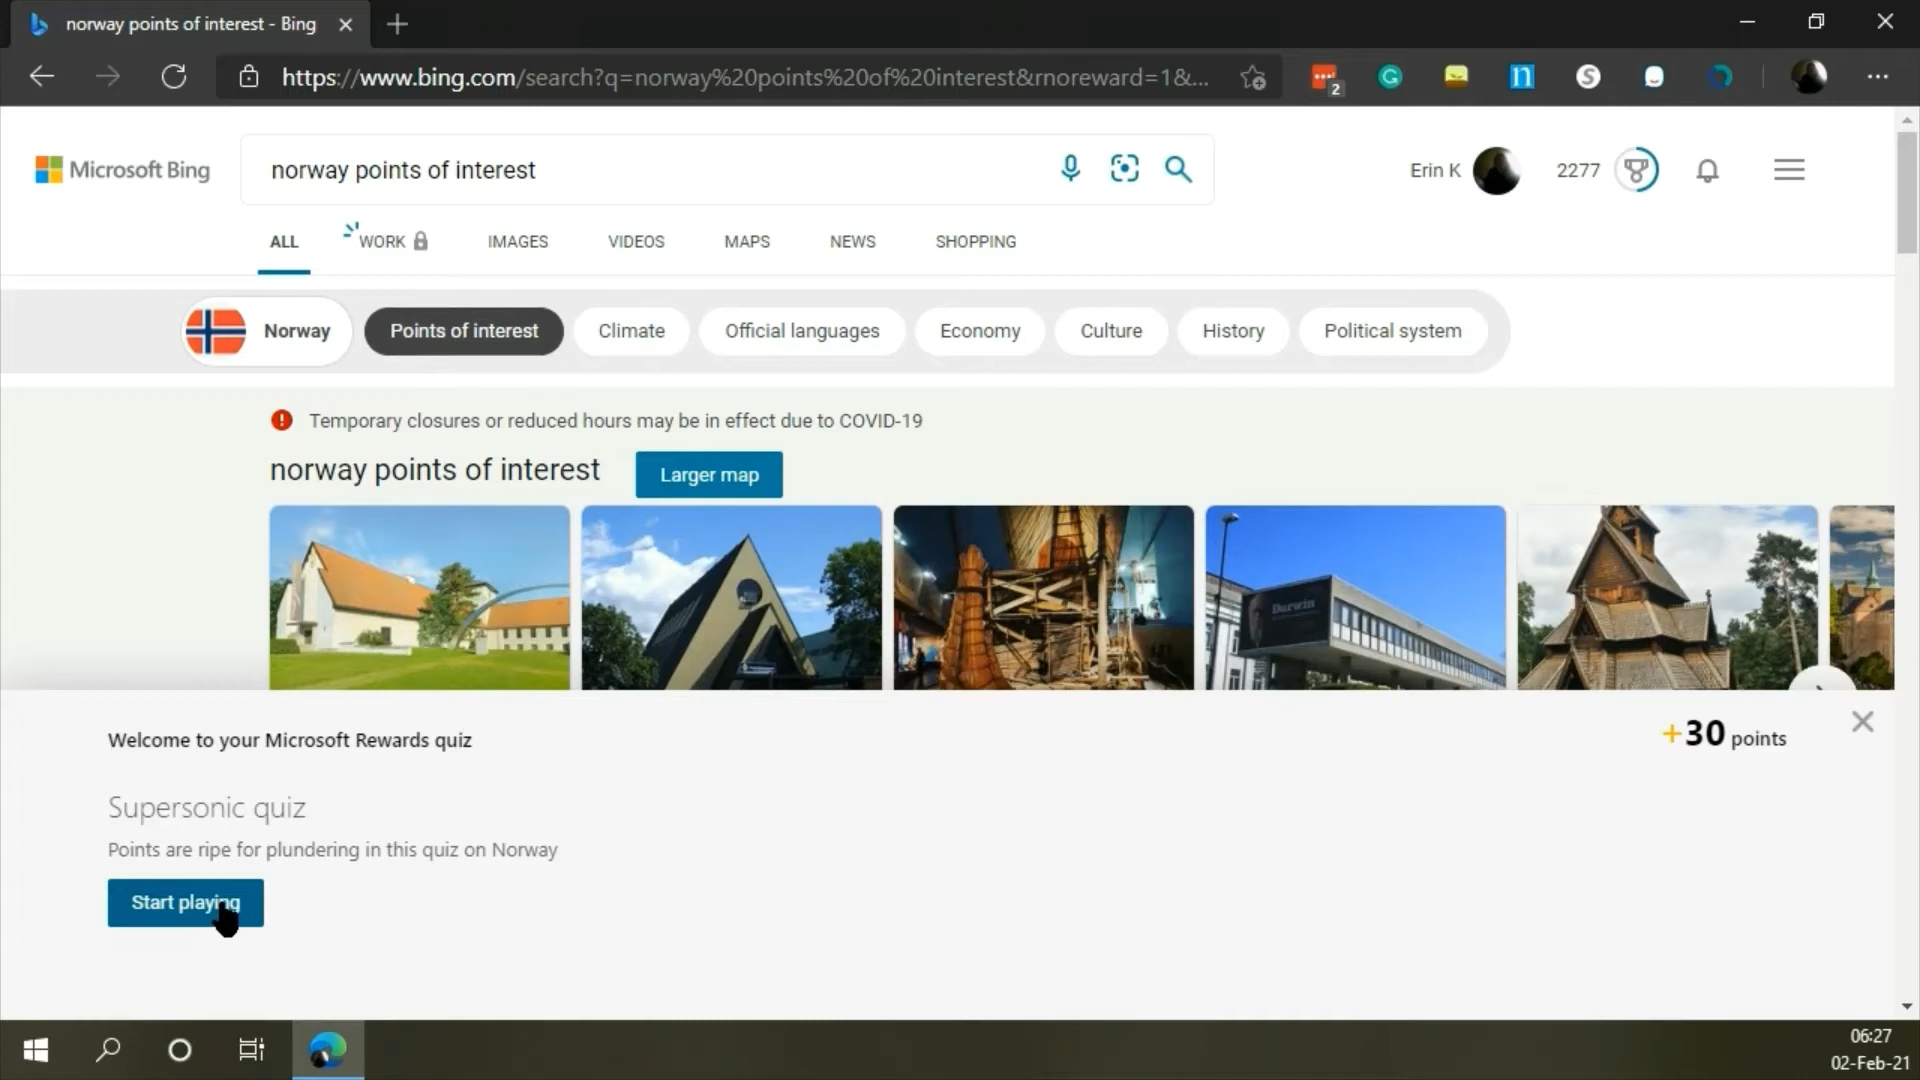 norway points of interest - Bing
https://www.bing.com/search?q=norway%20points%20of%20interest&rnoreward=1&...
2
Microsoft Bing
norway points of interest
Erin K
2277
ALL
WORK
IMAGES
VIDEOS
MAPS
NEWS
SHOPPING
Norway
Points of interest
Climate
Official languages
Economy
Culture
History
Political system
Temporary closures or reduced hours may be in effect due to COVID-19
norway points of interest
Larger map
Darwin
Welcome to your Microsoft Rewards quiz
+30 points
Supersonic quiz
Points are ripe for plundering in this quiz on Norway
Start playing
06:27
02-Feb-21